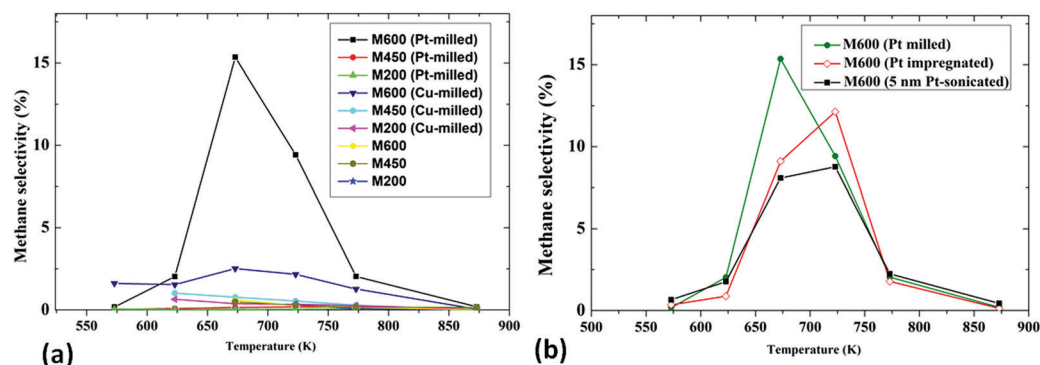 M600 (Pt-milled)
M450 (Pt-milled)
M200 (Pt-milled)
M600 (Cu-milled)
M450 (Cu-milled)
M200 (Cu-milled)
M600
M450
M200
Methane selectivity (%)
15
10
5
0
550 600 650 700 750 800 850 900
Temperature (K)
(a)
M600 (Pt milled)
M600 (Pt impregnated)
M600 (5 nm Pt-sonicated)
Methane selectivity (%)
15
10
5
0
500 550 600 650 700 750 800 850 900
Temperature (K)
(b)